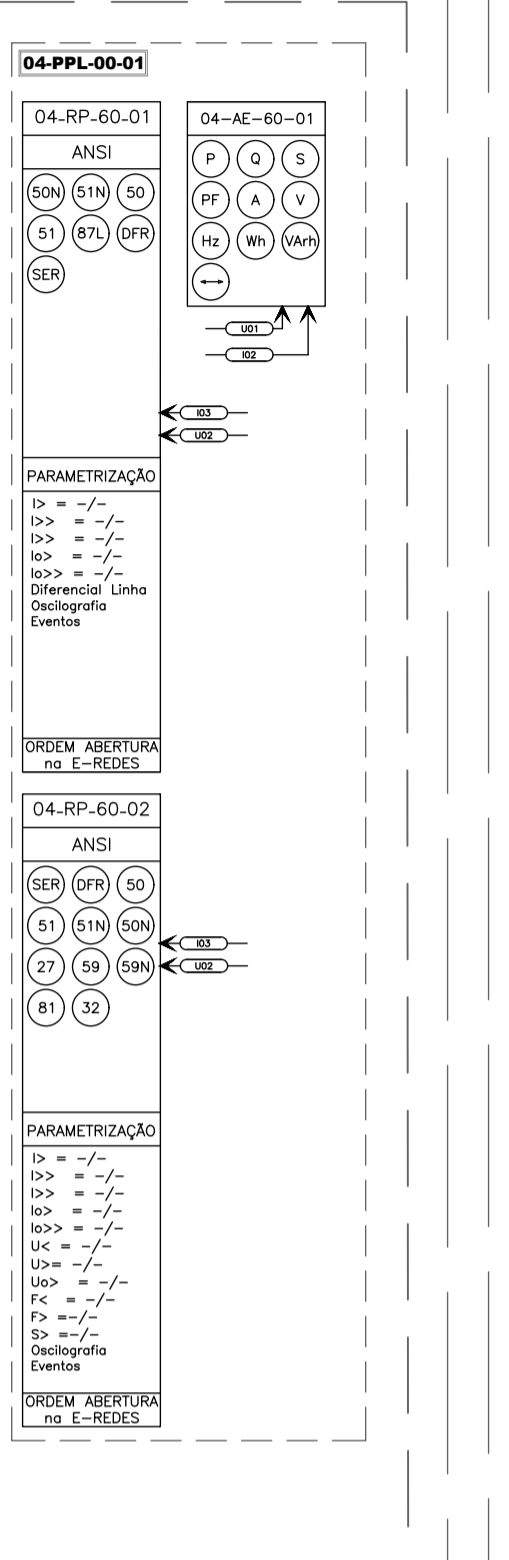 04-PPL-00-01
04-RP-60-01
ANSI
50N 51N 50
51 87L DFR
SER
04-AE-60-01
P Q S
PF A V
Hz Wh VArh
U01
I02
I03
U02
PARAMETRIZAÇÃO
I> = -/-
I>> = -/-
I>> = -/-
Io> = -/-
Io>> = -/-
Diferencial Linha
Oscilografia
Eventos
ORDEM ABERTURA
na E-REDES
04-RP-60-02
ANSI
SER DFR 50
51 51N 50N
27 59 59N
81 32
I03
U02
PARAMETRIZAÇÃO
I> = -/-
I>> = -/-
I>> = -/-
Io> = -/-
Io>> = -/-
U< = -/-
U>= -/-
Uo> = -/-
F< = -/-
F> =-/-
S> =-/-
Oscilografia
Eventos
ORDEM ABERTURA
na E-REDES